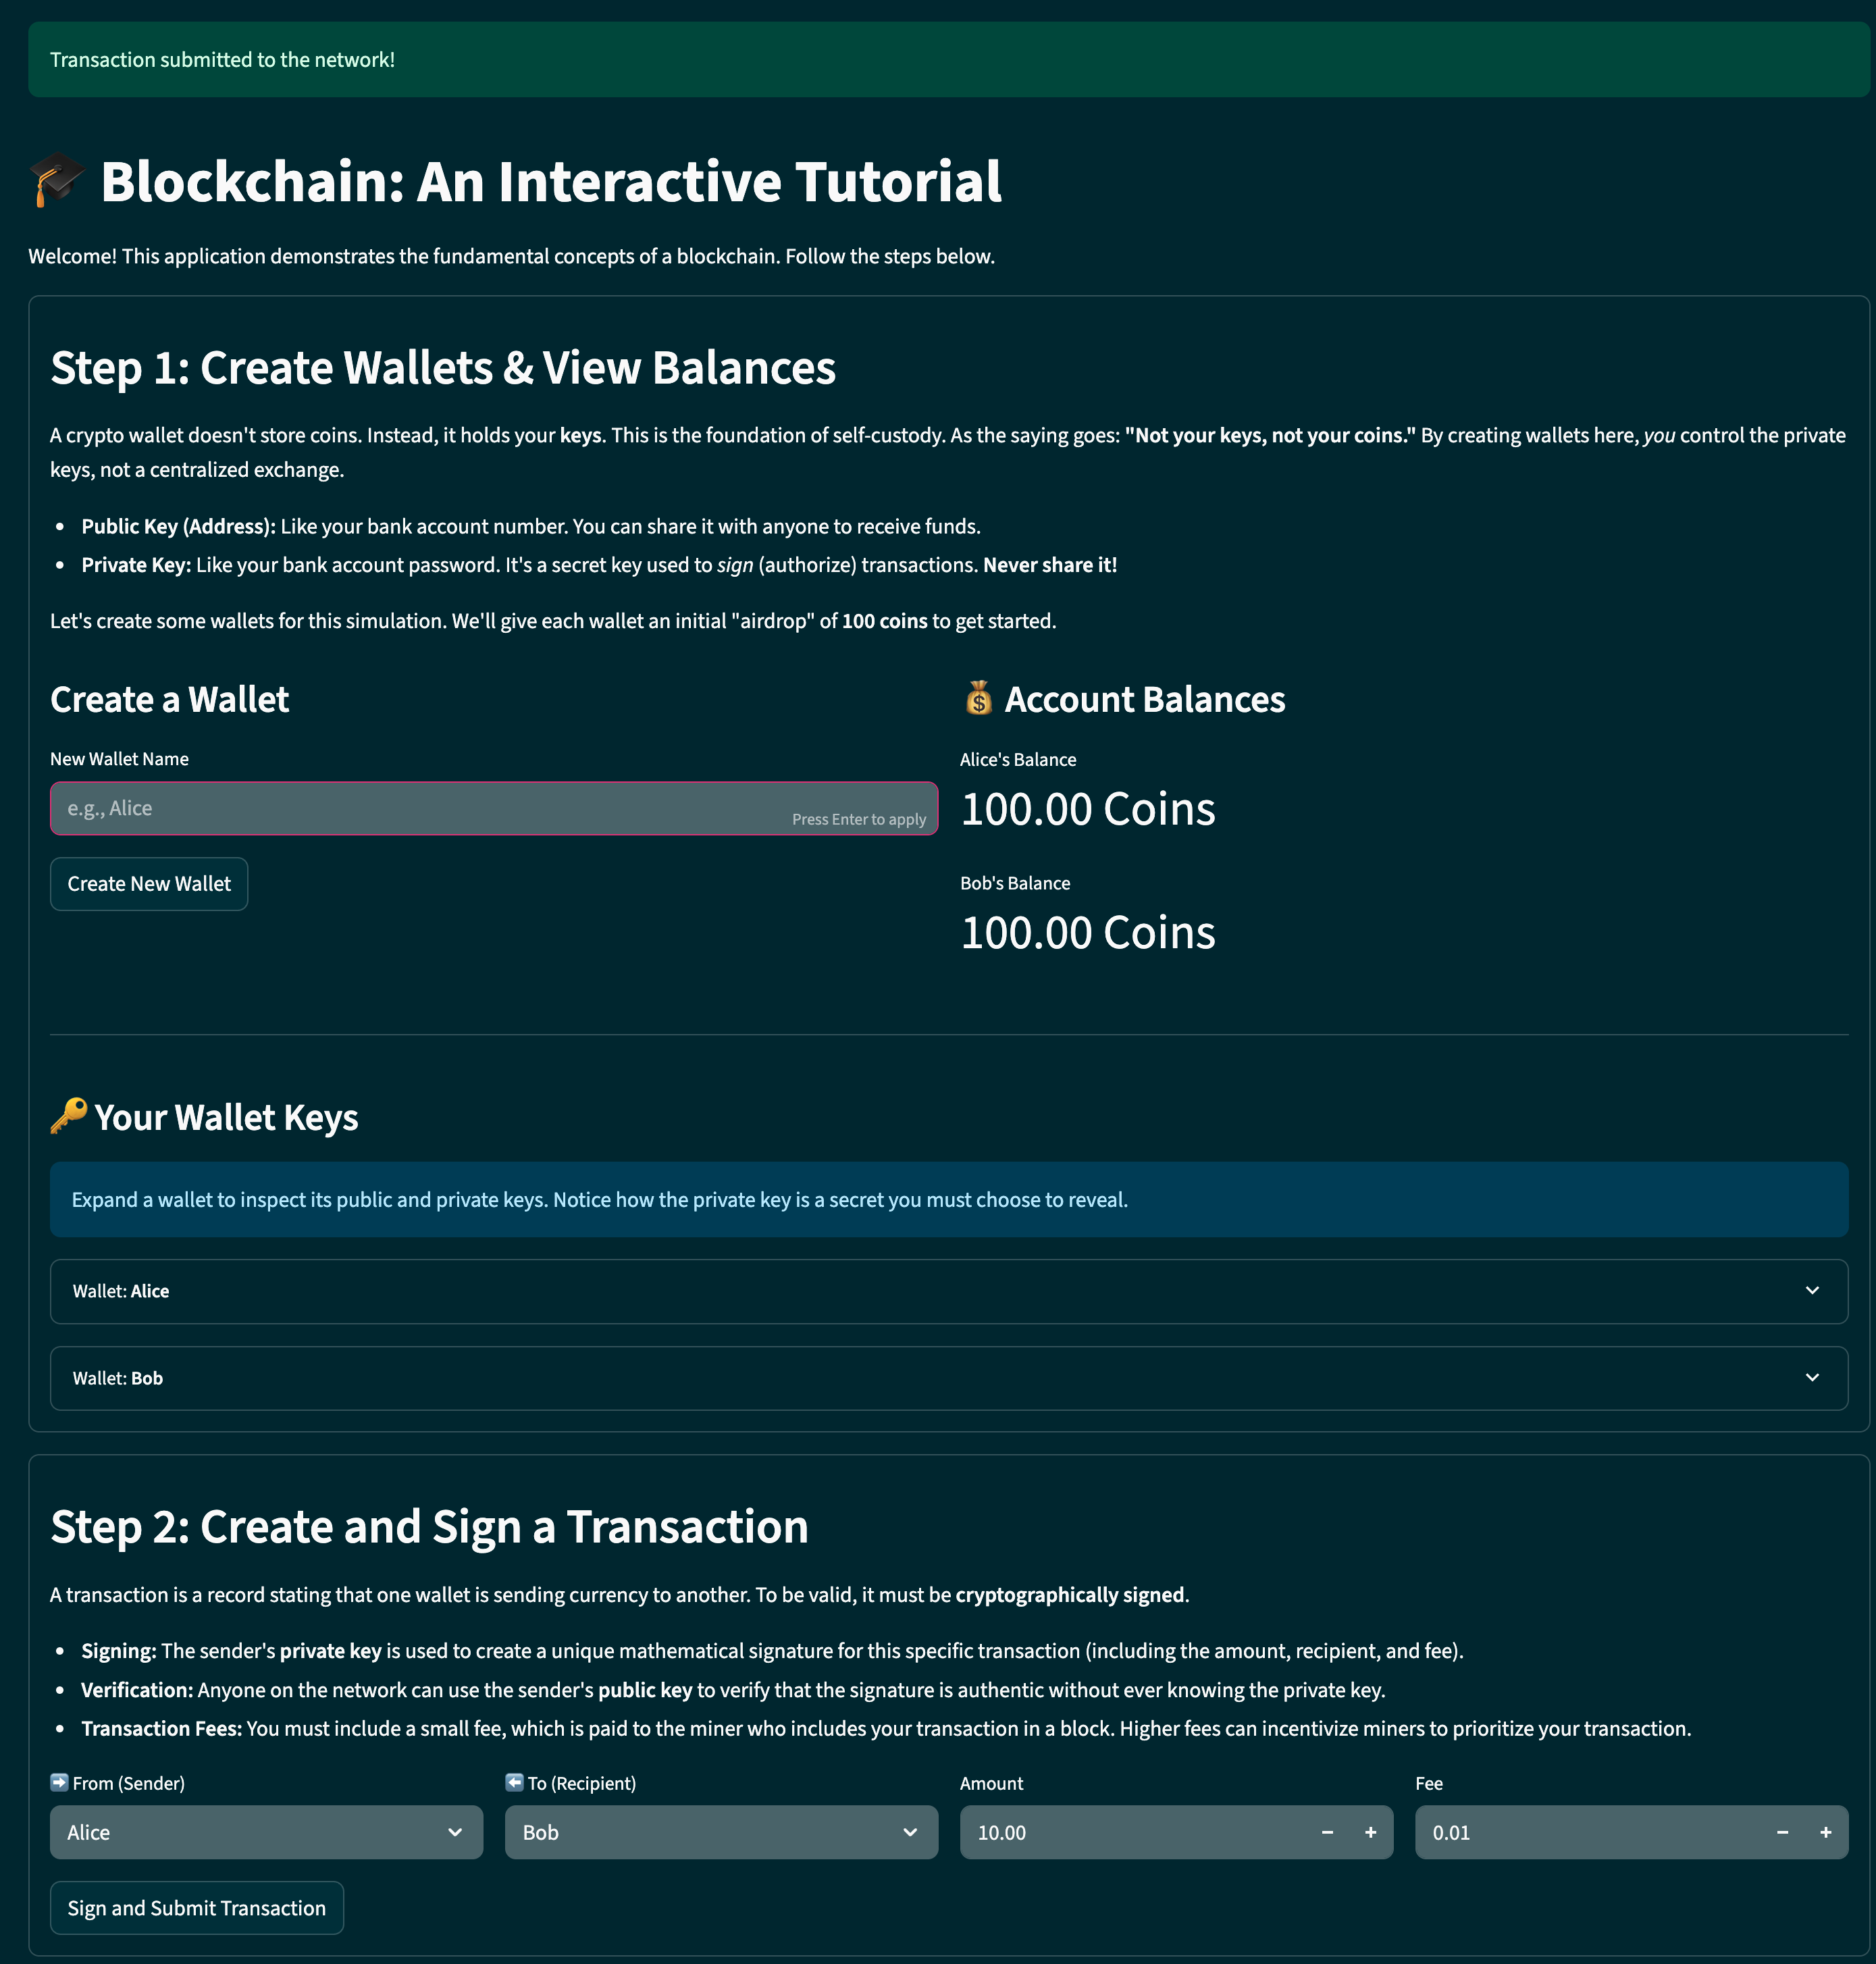 Transaction submitted to the network!
🎓 Blockchain: An Interactive Tutorial
Welcome! This application demonstrates the fundamental concepts of a blockchain. Follow the steps below.
Step 1: Create Wallets & View Balances
A crypto wallet doesn't store coins. Instead, it holds your keys. This is the foundation of self-custody. As the saying goes: "Not your keys, not your coins." By creating wallets here, you control the private
keys, not a centralized exchange.
• Public Key (Address): Like your bank account number. You can share it with anyone to receive funds.
• Private Key: Like your bank account password. It's a secret key used to sign (authorize) transactions. Never share it!
Let's create some wallets for this simulation. We'll give each wallet an initial "airdrop" of 100 coins to get started.
Create a Wallet
New Wallet Name
e.g., Alice
Press Enter to apply
Create New Wallet
💰 Account Balances
Alice's Balance
100.00 Coins
Bob's Balance
100.00 Coins
🔑 Your Wallet Keys
Expand a wallet to inspect its public and private keys. Notice how the private key is a secret you must choose to reveal.
Wallet: Alice
Wallet: Bob
Step 2: Create and Sign a Transaction
A transaction is a record stating that one wallet is sending currency to another. To be valid, it must be cryptographically signed.
• Signing: The sender's private key is used to create a unique mathematical signature for this specific transaction (including the amount, recipient, and fee).
• Verification: Anyone on the network can use the sender's public key to verify that the signature is authentic without ever knowing the private key.
• Transaction Fees: You must include a small fee, which is paid to the miner who includes your transaction in a block. Higher fees can incentivize miners to prioritize your transaction.
➡️ From (Sender)
Alice
⬅️ To (Recipient)
Bob
Amount
10.00 − +
Fee
0.01 − +
Sign and Submit Transaction